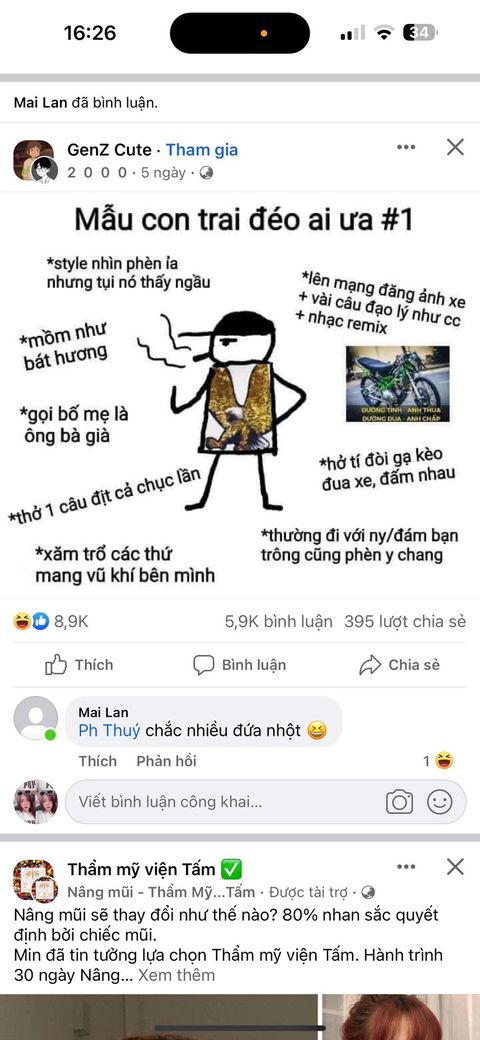 16:26
34
Mai Lan đã bình luận.
GenZ Cute · Tham gia
2 0 0 0 · 5 ngày ·
Mẫu con trai đéo ai ưa #1
*style nhìn phèn ỉa
nhưng tụi nó thấy ngầu
*lên mạng đăng ảnh xe
+ vài câu đạo lý như cc
+ nhạc remix
*mồm như
bát hương
ĐƯỜNG TÌNH - ANH THUA
ĐƯỜNG ĐUA - ANH CHẤP
*gọi bố mẹ là
ông bà già
*hở tí đòi gạ kèo
đua xe, đấm nhau
*thở 1 câu địt cả chục lần
*thường đi với ny/đám bạn
trông cũng phèn y chang
*xăm trổ các thứ
mang vũ khí bên mình
8,9K
5,9K bình luận 395 lượt chia sẻ
Thích
Bình luận
Chia sẻ
Mai Lan
Ph Thuý chắc nhiều đứa nhột 😆
Thích Phản hồi
1
Viết bình luận công khai...
Thẩm mỹ viện Tấm ✅
Nâng mũi - Thẩm Mỹ...Tấm · Được tài trợ ·
Nâng mũi sẽ thay đổi như thế nào? 80% nhan sắc quyết
định bởi chiếc mũi.
Min đã tin tưởng lựa chọn Thẩm mỹ viện Tấm. Hành trình
30 ngày Nâng... Xem thêm